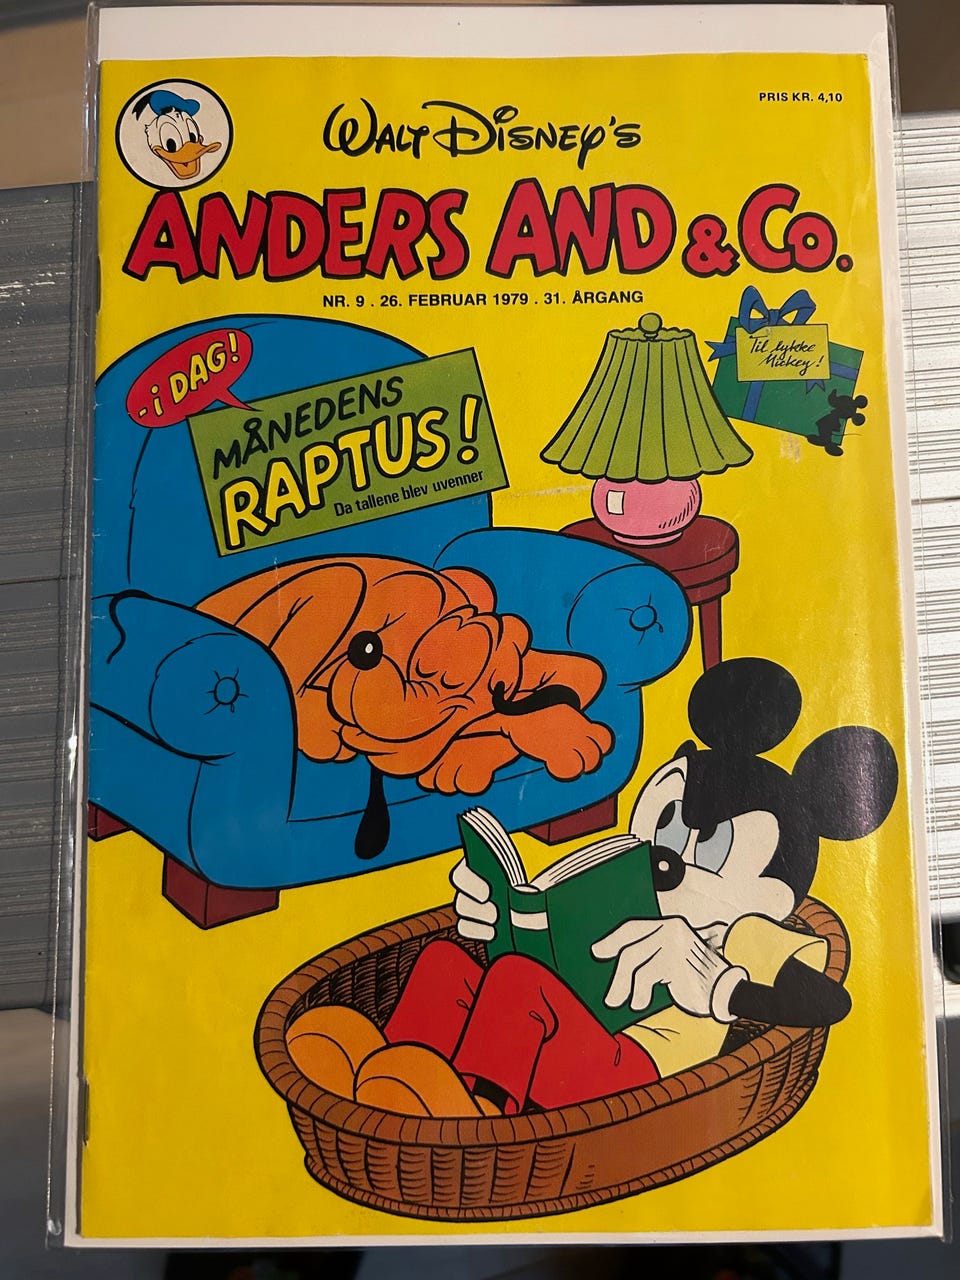 PRIS KR. 4,10
WALT DISNEY'S
ANDERS AND & CO.
NR. 9 . 26. FEBRUAR 1979 . 31. ÅRGANG
- i DAG!
MÅNEDENS
RAPTUS!
Da tallene blev uvenner
Til lykke
Mickey!